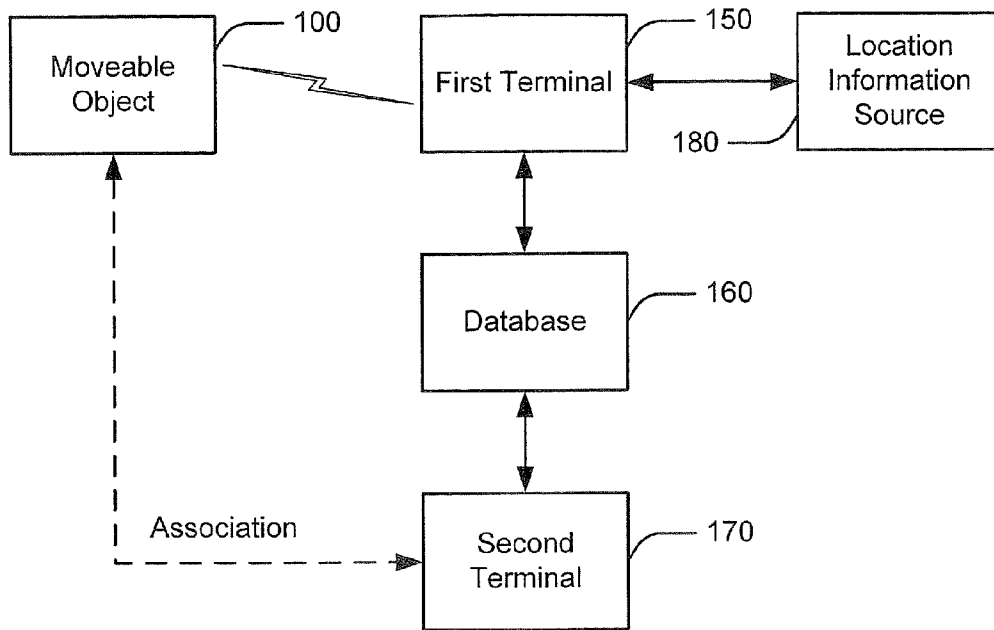 100
Moveable
Object
150
First Terminal
Location
Information
Source
180
Database
160
Association
Second
Terminal
170